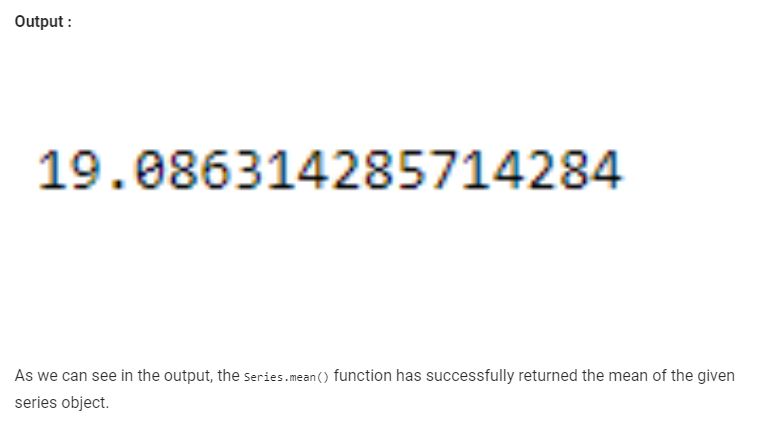 Output :
19.086314285714284
As we can see in the output, the Series.mean() function has successfully returned the mean of the given
series object.